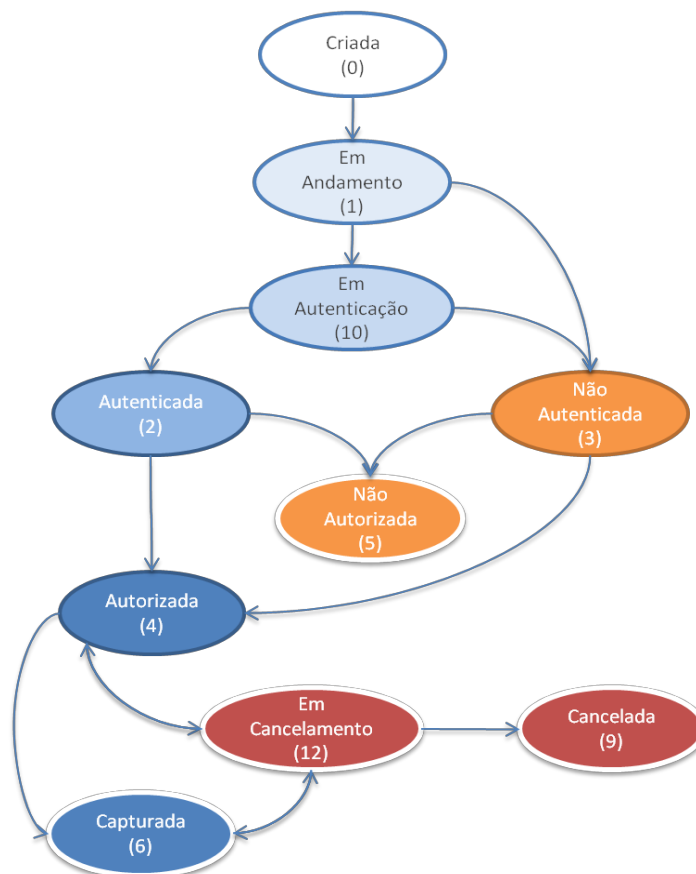 Criada
(0)
Em
Andamento
(1)
Em
Autenticação
(10)
Autenticada
(2)
Não
Autenticada
(3)
Não
Autorizada
(5)
Autorizada
(4)
Em
Cancelamento
(12)
Cancelada
(9)
Capturada
(6)